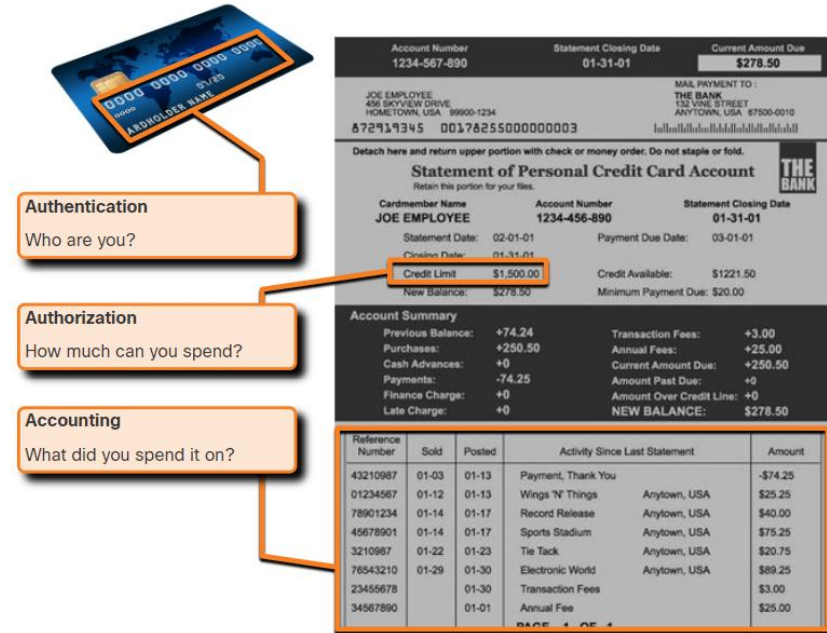 0000 0000 0000 0000
0000
01/20
ARDHOLDER NAME
Authentication
Who are you?
Authorization
How much can you spend?
Accounting
What did you spend it on?
Account Number Statement Closing Date Current Amount Due
1234-567-890 01-31-01 $278.50
JOE EMPLOYEE
456 SKYVIEW DRIVE
HOMETOWN, USA 99900-1234
MAIL PAYMENT TO :
THE BANK
132 VINE STREET
ANYTOWN, USA 67500-0010
872919345 00178255000000003
Detach here and return upper portion with check or money order. Do not staple or fold.
Statement of Personal Credit Card Account
Retain this portion for your files.
THE
BANK
Cardmember Name Account Number Statement Closing Date
JOE EMPLOYEE 1234-456-890 01-31-01
Statement Date: 02-01-01 Payment Due Date: 03-01-01
Closing Date: 01-31-01
Credit Limit $1,500.00 Credit Available: $1221.50
New Balance: $278.50 Minimum Payment Due: $20.00
Account Summary
Previous Balance: +74.24 Transaction Fees: +3.00
Purchases: +250.50 Annual Fees: +25.00
Cash Advances: +0 Current Amount Due: +250.50
Payments: -74.25 Amount Past Due: +0
Finance Charge: +0 Amount Over Credit Line: +0
Late Charge: +0 NEW BALANCE: $278.50
Reference
Number Sold Posted Activity Since Last Statement Amount
43210987 01-03 01-13 Payment, Thank You -$74.25
01234567 01-12 01-13 Wings 'N' Things Anytown, USA $25.25
78901234 01-14 01-17 Record Release Anytown, USA $40.00
45678901 01-14 01-17 Sports Stadium Anytown, USA $75.25
3210987 01-22 01-23 Tie Tack Anytown, USA $20.75
76543210 01-29 01-30 Electronic World Anytown, USA $89.25
23455678 01-30 Transaction Fees $3.00
34567890 01-01 Annual Fee $25.00
PAGE 1 OF 1